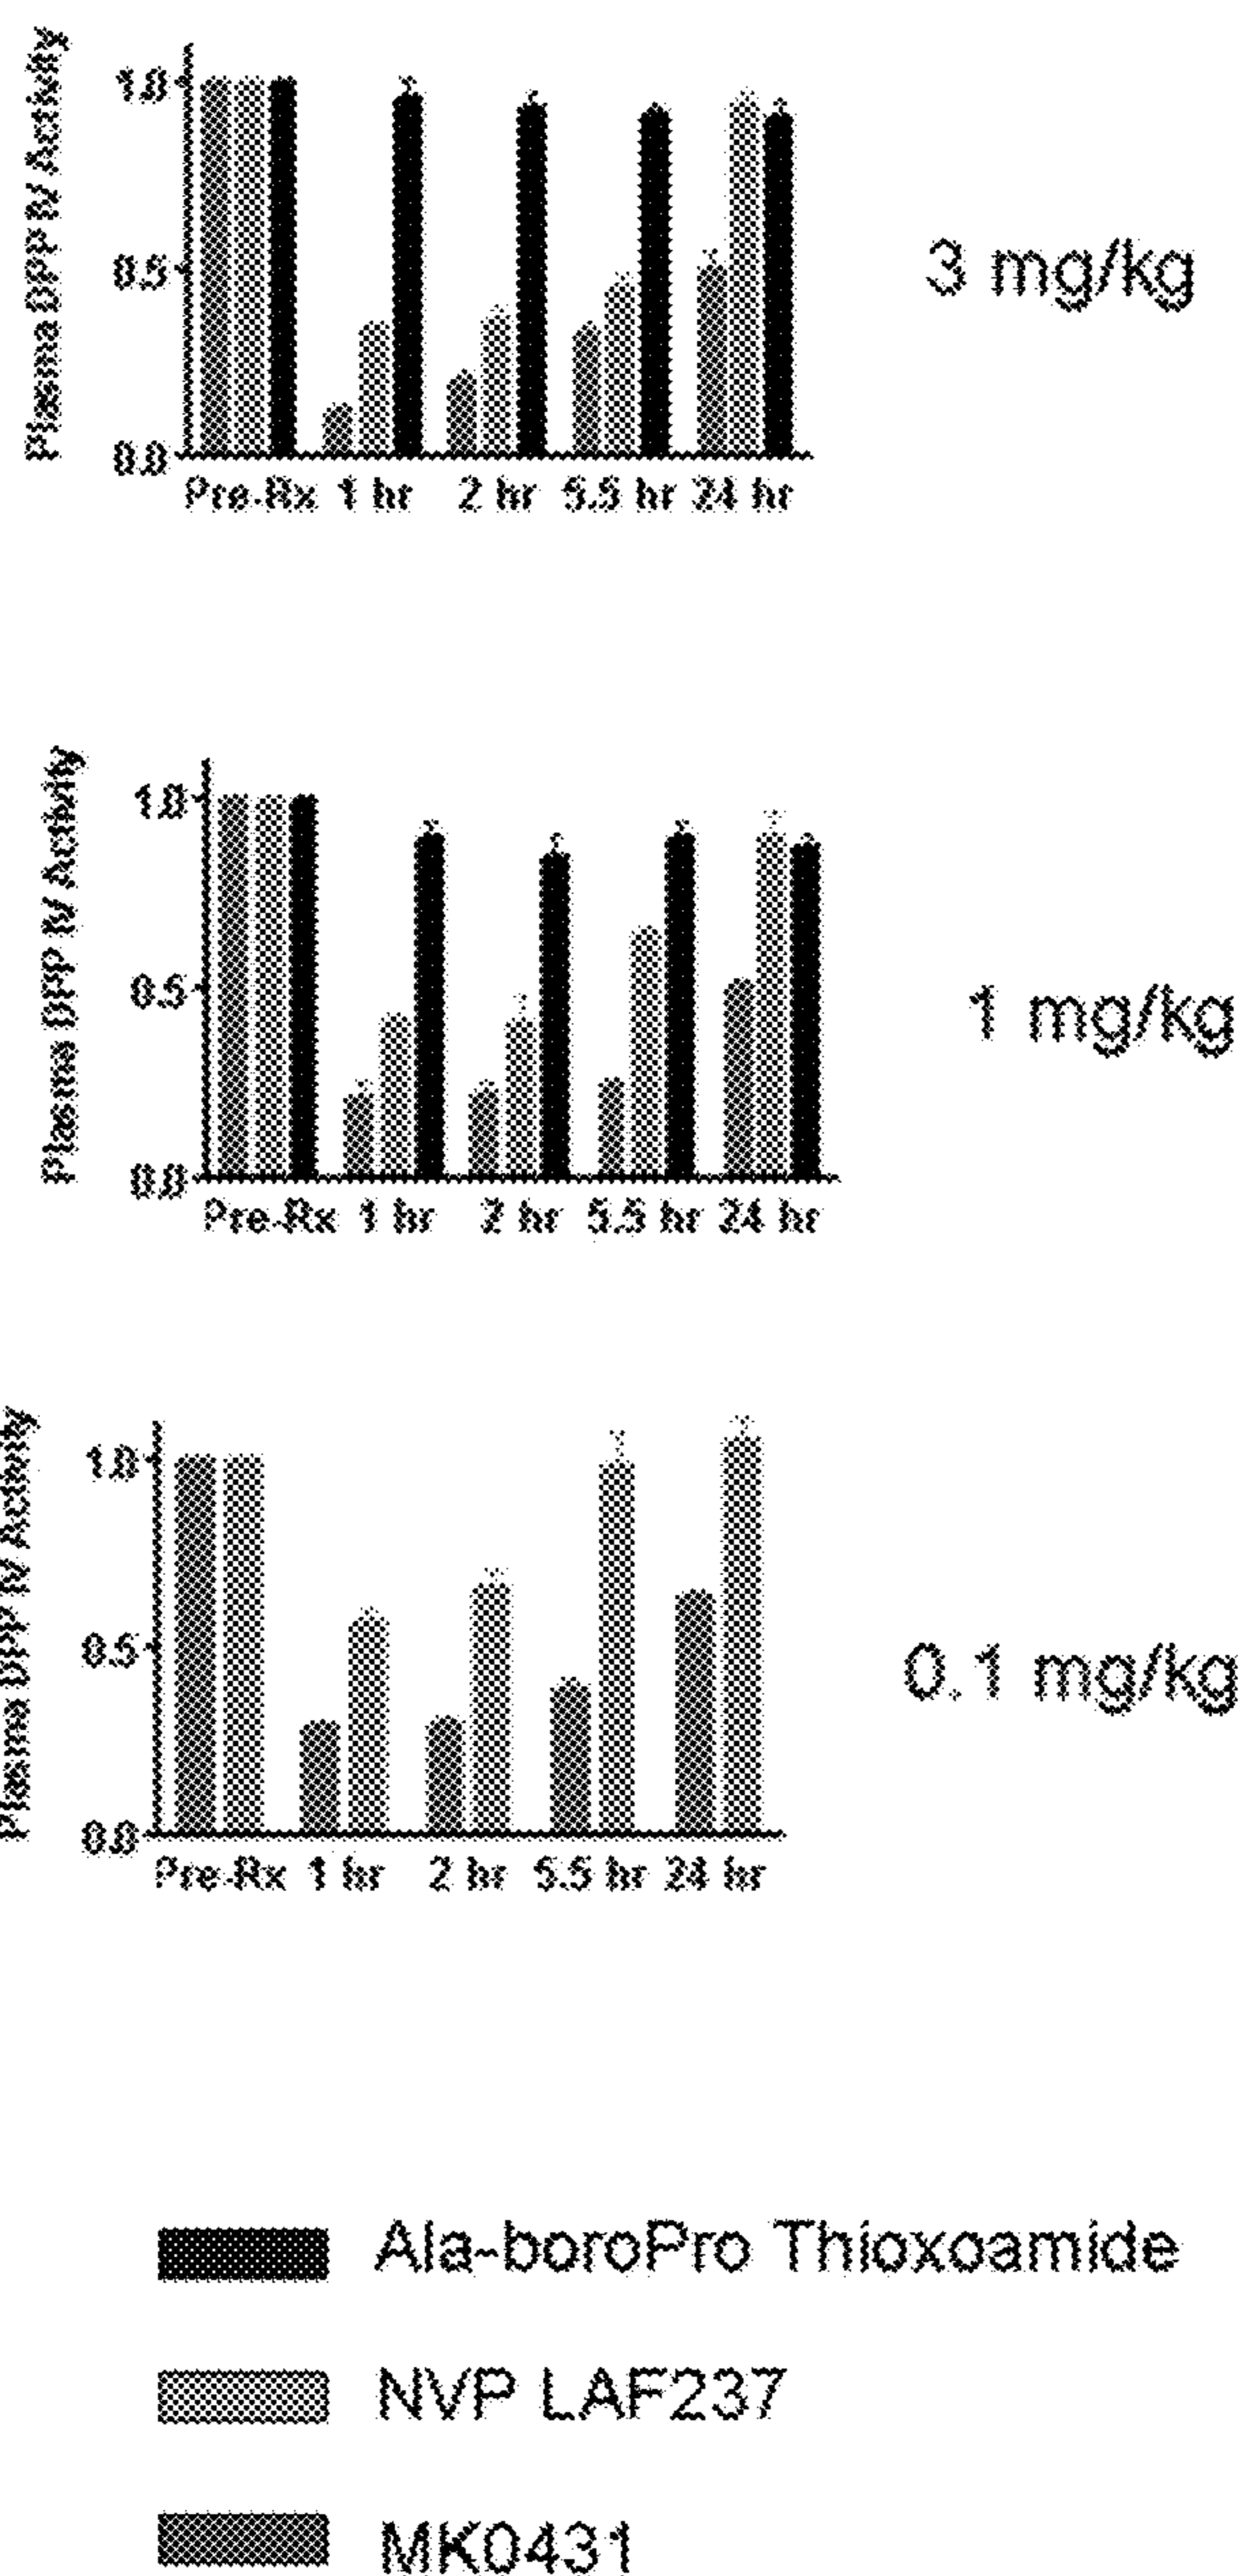 Plasma DPP IV Activity
1.0
0.5
0.0
Pre-Rx 1 hr 2 hr 5.5 hr 24 hr
3 mg/kg
Plasma DPP IV Activity
1.0
0.5
0.0
Pre-Rx 1 hr 2 hr 5.5 hr 24 hr
1 mg/kg
Plasma DPP IV Activity
1.0
0.5
0.0
Pre-Rx 1 hr 2 hr 5.5 hr 24 hr
0.1 mg/kg
Ala-boroPro Thioxoamide
NVP LAF237
MK0431